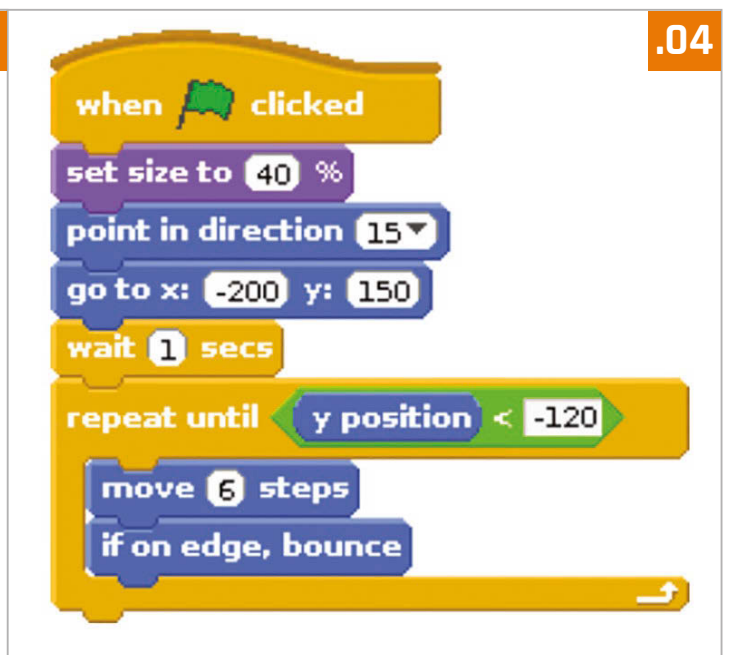 .04
when clicked
set size to 40 %
point in direction 15
go to x: -200 y: 150
wait 1 secs
repeat until y position < -120
move 6 steps
if on edge, bounce